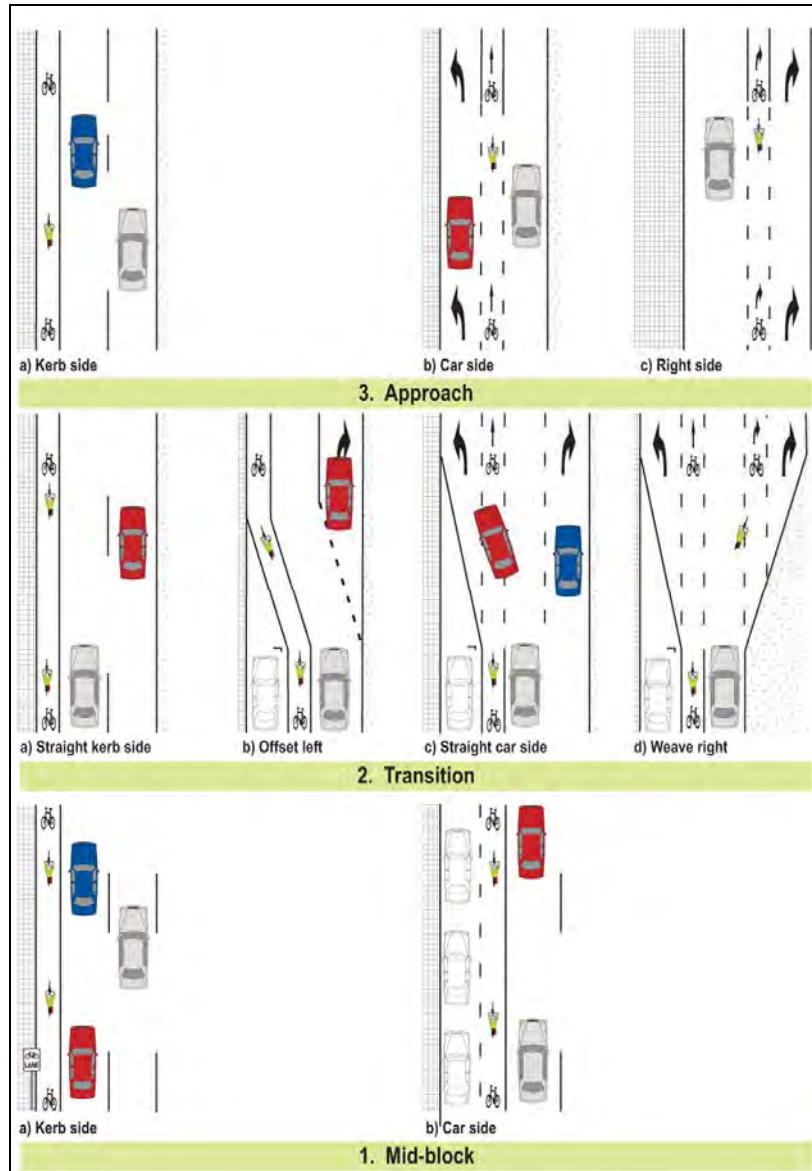 a) Kerb side
b) Car side
c) Right side
3. Approach
a) Straight kerb side
b) Offset left
c) Straight car side
d) Weave right
2. Transition
LANE
a) Kerb side
b) Car side
1. Mid-block